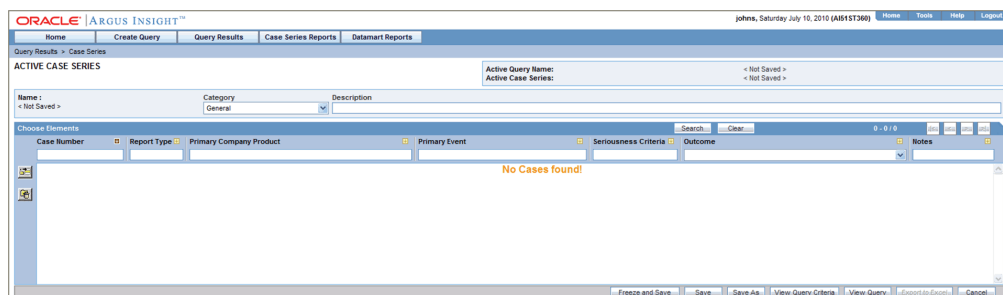 ORACLE | ARGUS INSIGHT™
johns, Saturday July 10, 2010 (AI51ST360)
Home Tools Help Logout
Home Create Query Query Results Case Series Reports Datamart Reports
Query Results > Case Series
ACTIVE CASE SERIES
Active Query Name: < Not Saved >
Active Case Series: < Not Saved >
Name : Category Description
< Not Saved > General
Choose Elements Search Clear 0 - 0 / 0
Case Number Report Type Primary Company Product Primary Event Seriousness Criteria Outcome Notes
No Cases found!
Freeze and Save Save Save As View Query Criteria View Query Export to Excel Cancel